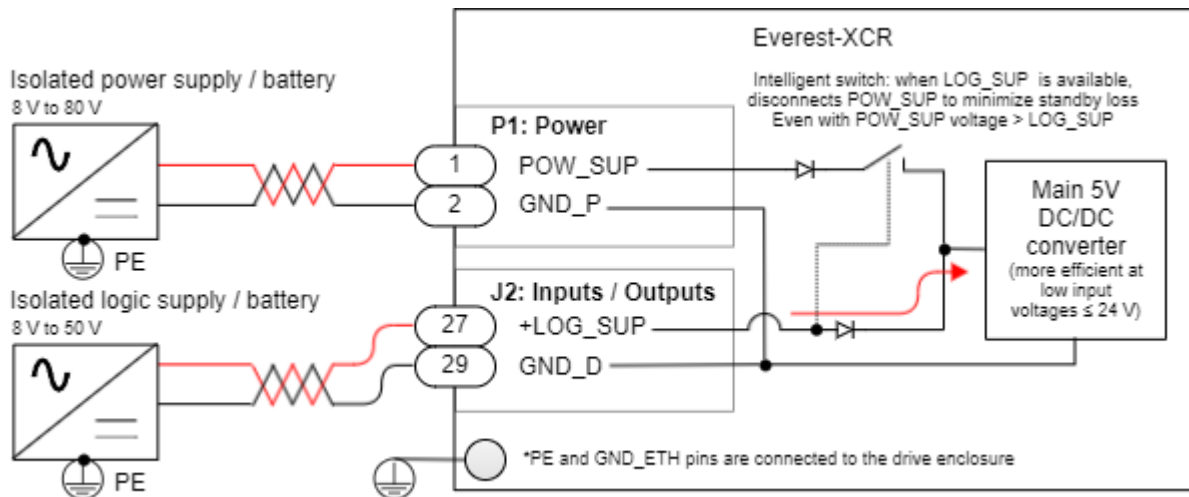 Everest-XCR
Isolated power supply / battery
8 V to 80 V
Intelligent switch: when LOG_SUP is available,
disconnects POW_SUP to minimize standby loss
Even with POW_SUP voltage > LOG_SUP
P1: Power
1
POW_SUP
2
GND_P
PE
Main 5V
DC/DC
converter
(more efficient at
low input
voltages ≤ 24 V)
Isolated logic supply / battery
8 V to 50 V
J2: Inputs / Outputs
27
+LOG_SUP
29
GND_D
PE
*PE and GND_ETH pins are connected to the drive enclosure